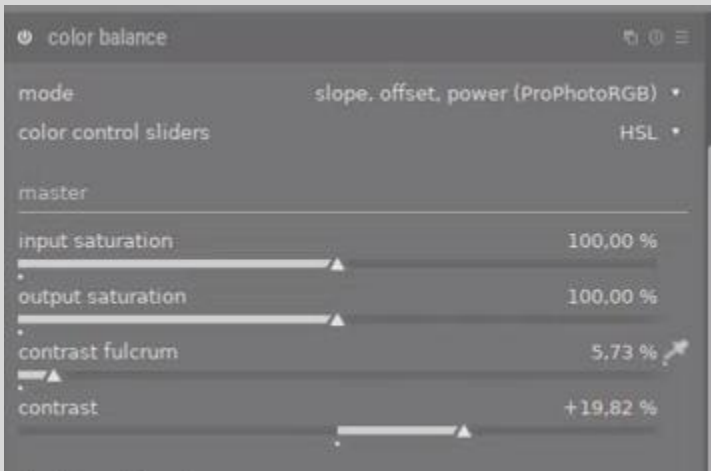 color balance
mode slope, offset, power (ProPhotoRGB)
color control sliders HSL
master
input saturation 100,00 %
output saturation 100,00 %
contrast fulcrum 5,73 %
contrast +19,82 %